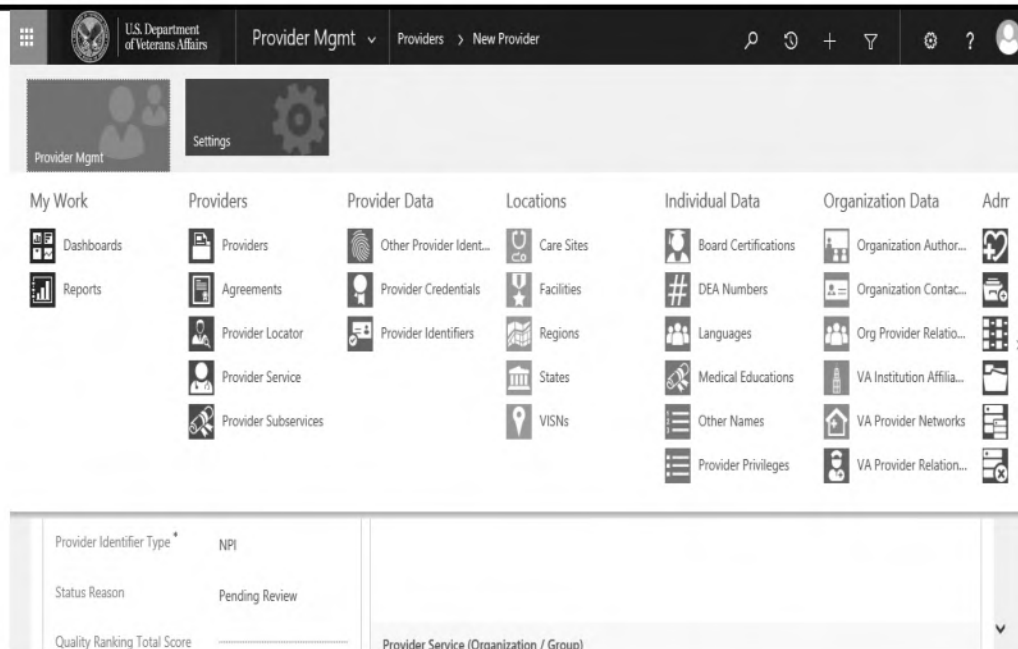 U.S. Department
of Veterans Affairs
Provider Mgmt
Providers > New Provider
?
Provider Mgmt
Settings
My Work
Dashboards
Reports
Providers
Providers
Agreements
Provider Locator
Provider Service
Provider Subservices
Provider Data
Other Provider Ident...
Provider Credentials
Provider Identifiers
Locations
Care Sites
Facilities
Regions
States
VISNs
Individual Data
Board Certifications
# DEA Numbers
Languages
Medical Educations
Other Names
Provider Privileges
Organization Data
Organization Author...
Organization Contac...
Org Provider Relatio...
VA Institution Affilia...
VA Provider Networks
VA Provider Relation...
Adm
Provider Identifier Type * NPI
Status Reason Pending Review
Quality Ranking Total Score
Provider Service (Organization / Group)